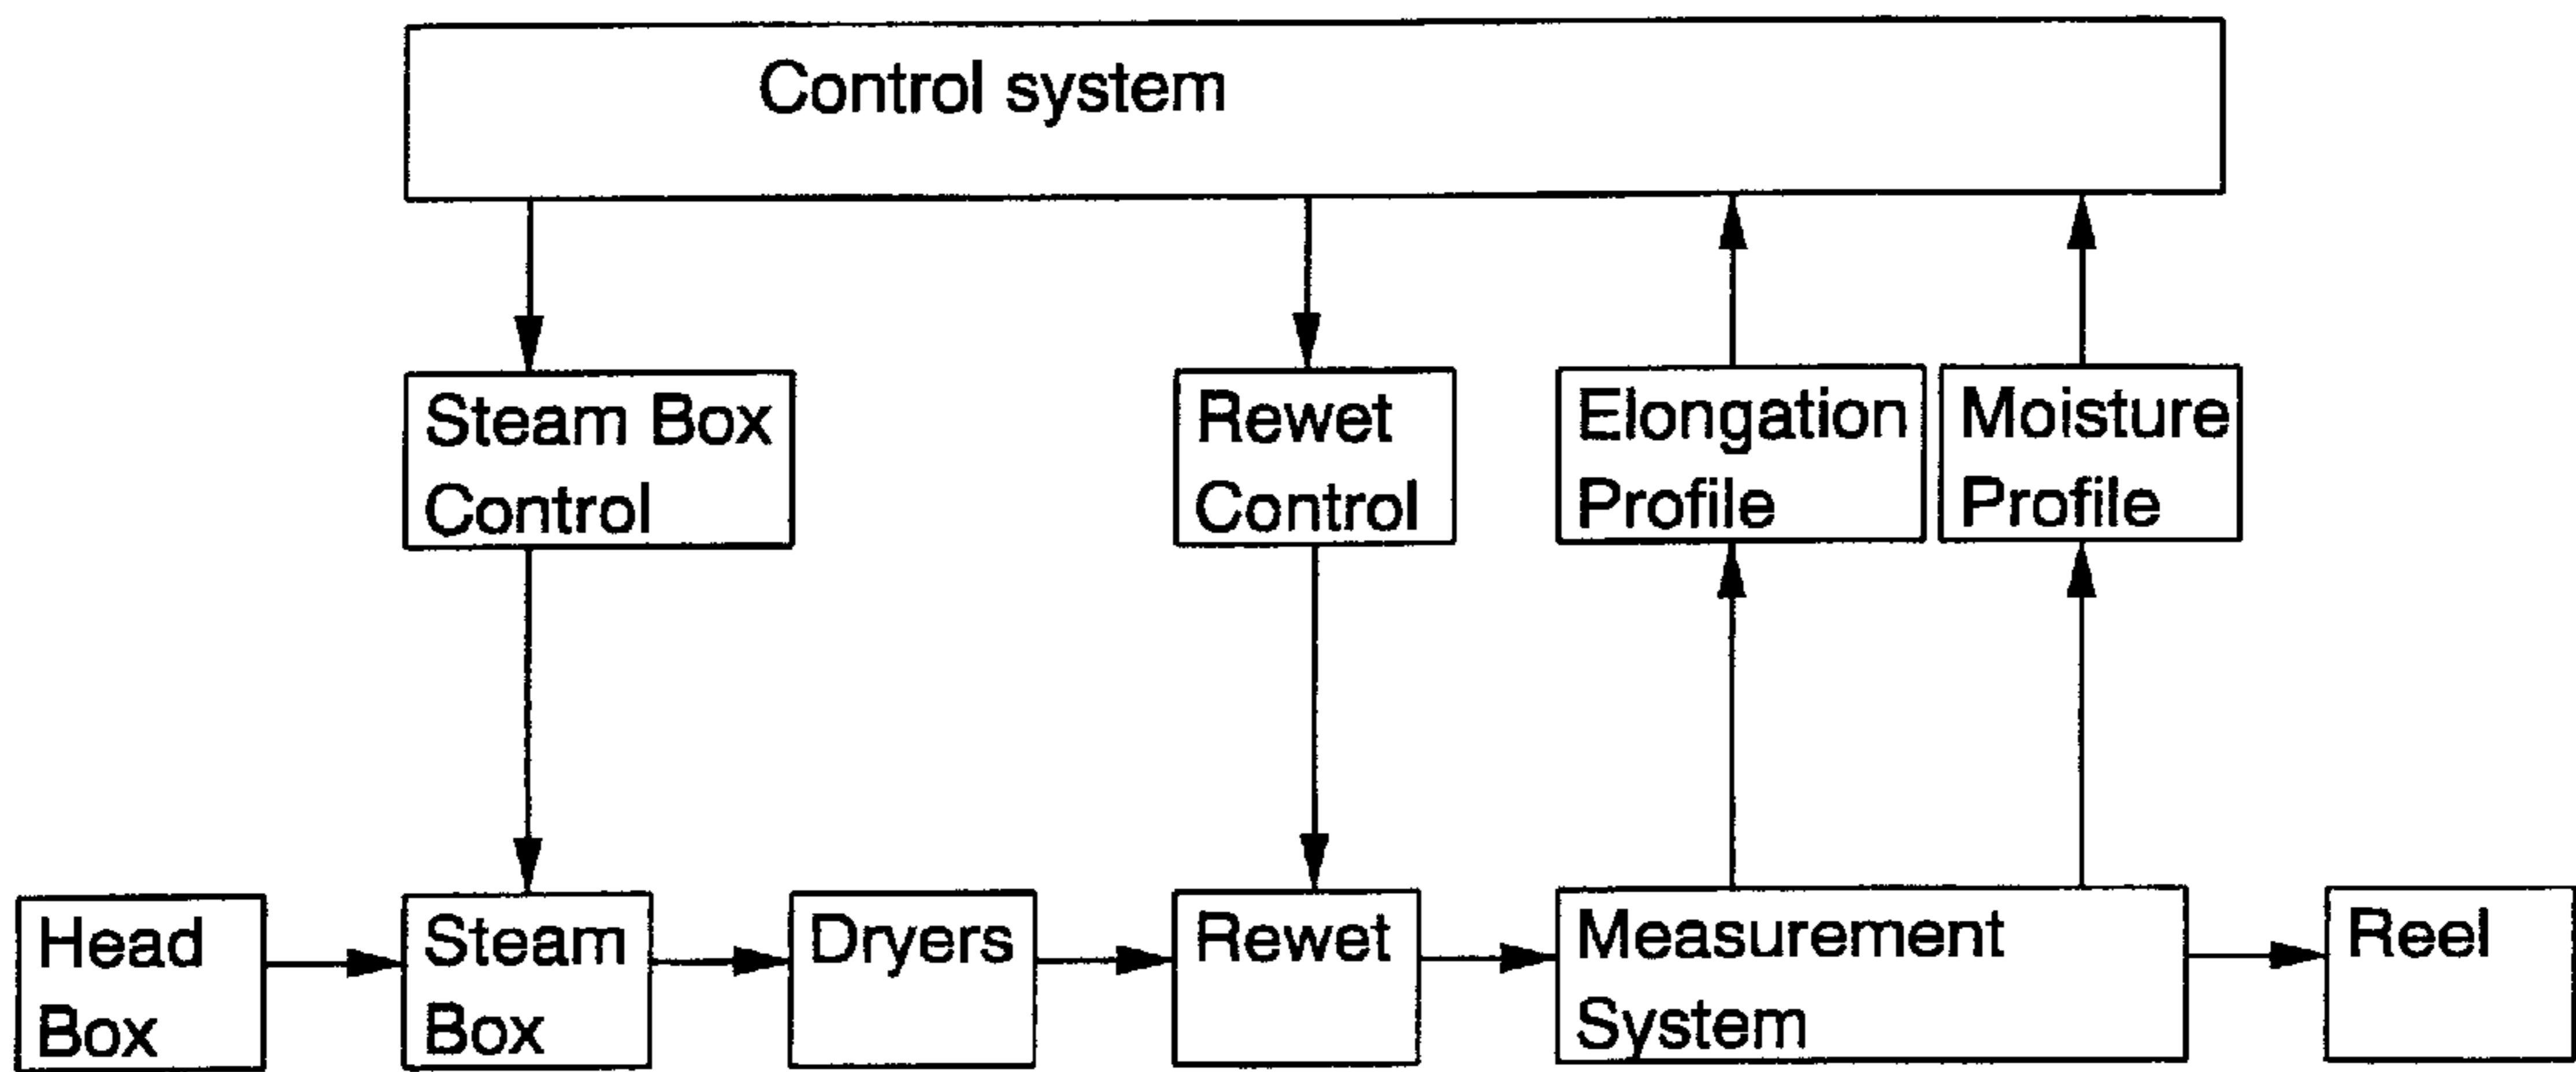 Control system
Steam Box
Control
Rewet
Control
Elongation
Profile
Moisture
Profile
Head
Box
Steam
Box
Dryers
Rewet
Measurement
System
Reel